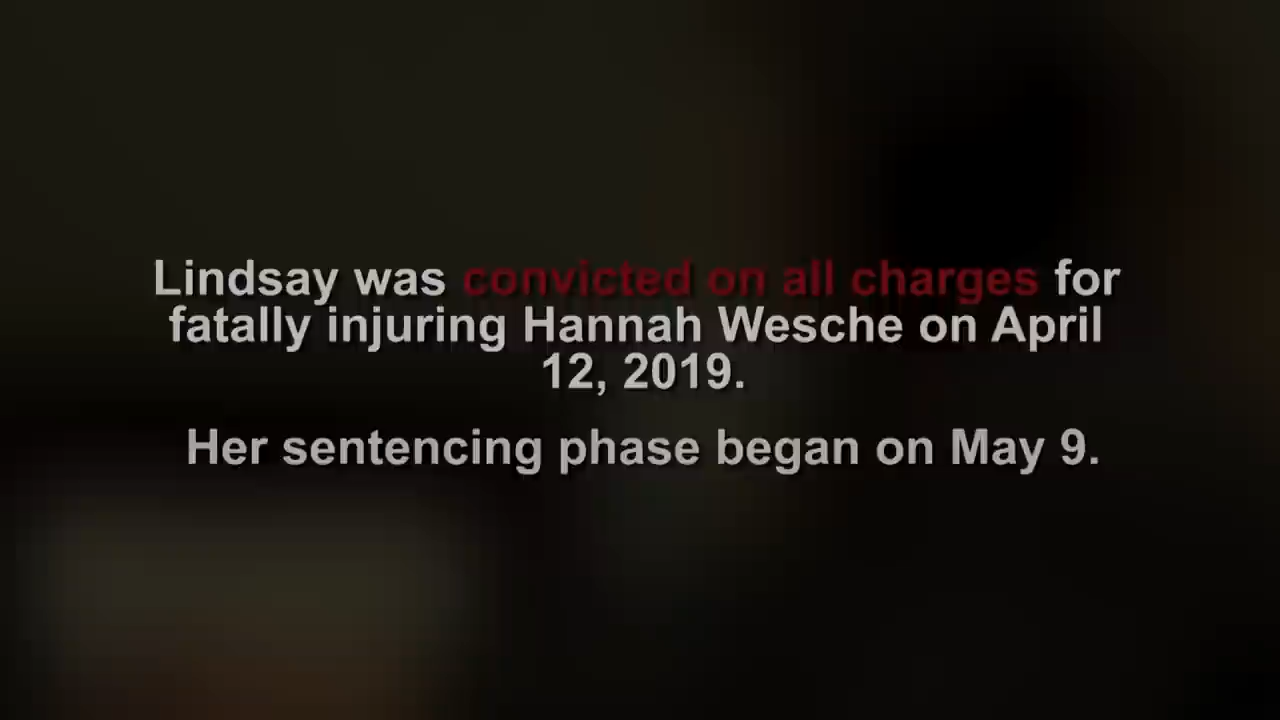 Lindsay was convicted on all charges for
fatally injuring Hannah Wesche on April
12, 2019.
Her sentencing phase began on May 9.